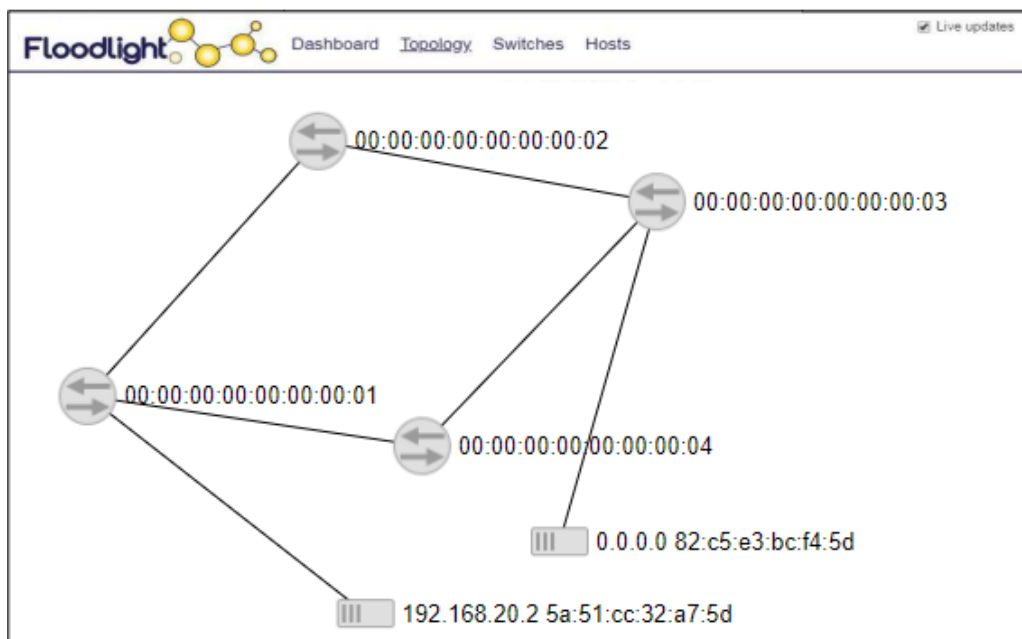 Floodlight Dashboard Topology Switches Hosts Live updates
00:00:00:00:00:00:00:02
00:00:00:00:00:00:00:03
00:00:00:00:00:00:00:01
00:00:00:00:00:00:00:04
0.0.0.0 82:c5:e3:bc:f4:5d
192.168.20.2 5a:51:cc:32:a7:5d